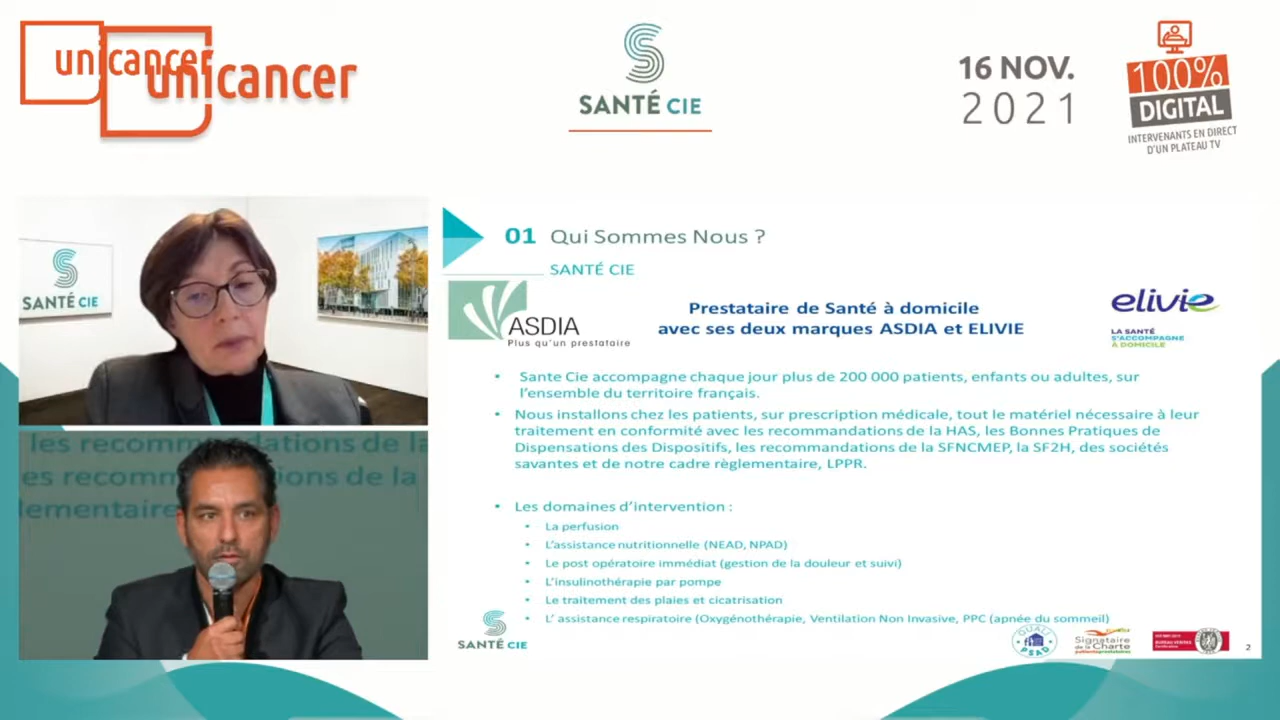 unicancer
unicancer
SANTÉ CIE
16 NOV.
2021
100%
DIGITAL
INTERVENANTS EN DIRECT
D'UN PLATEAU TV
SANTÉ CIE
01 Qui Sommes Nous ?
SANTÉ CIE
ASDIA
Plus qu'un prestataire
Prestataire de Santé à domicile
avec ses deux marques ASDIA et ELIVIE
elivie
LA SANTÉ
S'ACCOMPAGNE
À DOMICILE
• Sante Cie accompagne chaque jour plus de 200 000 patients, enfants ou adultes, sur
l'ensemble du territoire français.
• Nous installons chez les patients, sur prescription médicale, tout le matériel nécessaire à leur
traitement en conformité avec les recommandations de la HAS, les Bonnes Pratiques de
Dispensations des Dispositifs, les recommandations de la SFNCMEP, la SF2H, des sociétés
savantes et de notre cadre règlementaire, LPPR.
• Les domaines d'intervention :
• La perfusion
• L'assistance nutritionnelle (NEAD, NPAD)
• Le post opératoire immédiat (gestion de la douleur et suivi)
• L'insulinothérapie par pompe
• Le traitement des plaies et cicatrisation
• L' assistance respiratoire (Oxygénothérapie, Ventilation Non Invasive, PPC (apnée du sommeil)
SANTÉ CIE
QUALI
PSAD
Signataire
de la Charte
2
les recommandations de la
es recommandations de la
lementaire